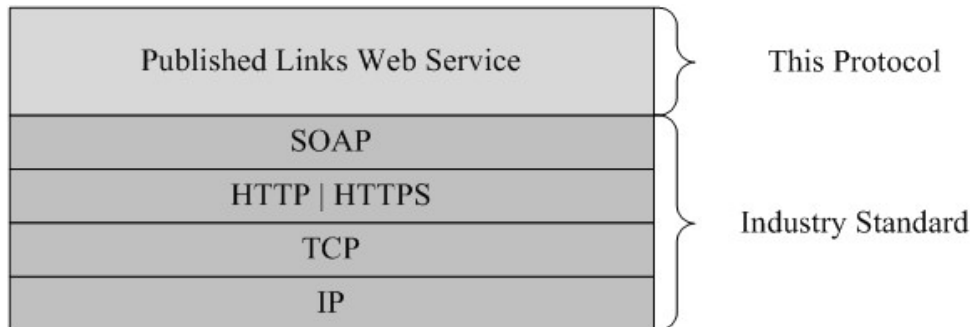 Published Links Web Service
This Protocol
SOAP
HTTP | HTTPS
TCP
IP
Industry Standard